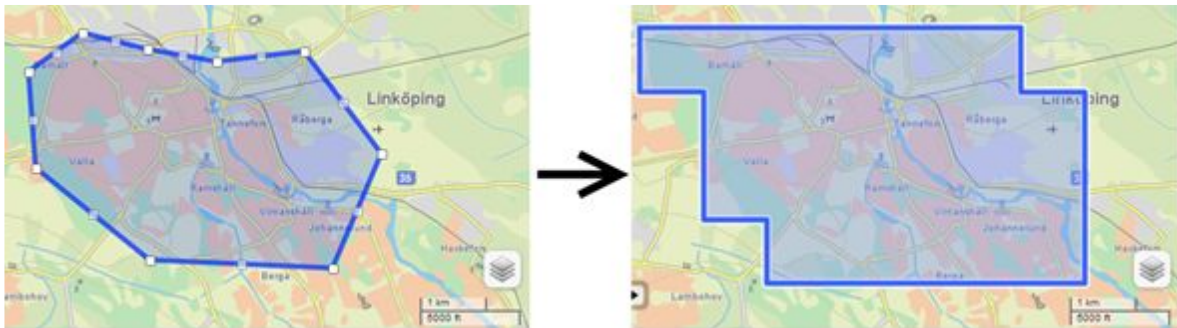 Linköping
Tannefors
Råberga
Valla
Ramshäll
Vimanshäll
Johannelund
Berga
Lambohov
35
1 km
5000 ft
Linköping
Tannefors
Råberga
Valla
Ramshäll
Vimanshäll
Johannelund
Berga
Lambohov
1 km
5000 ft